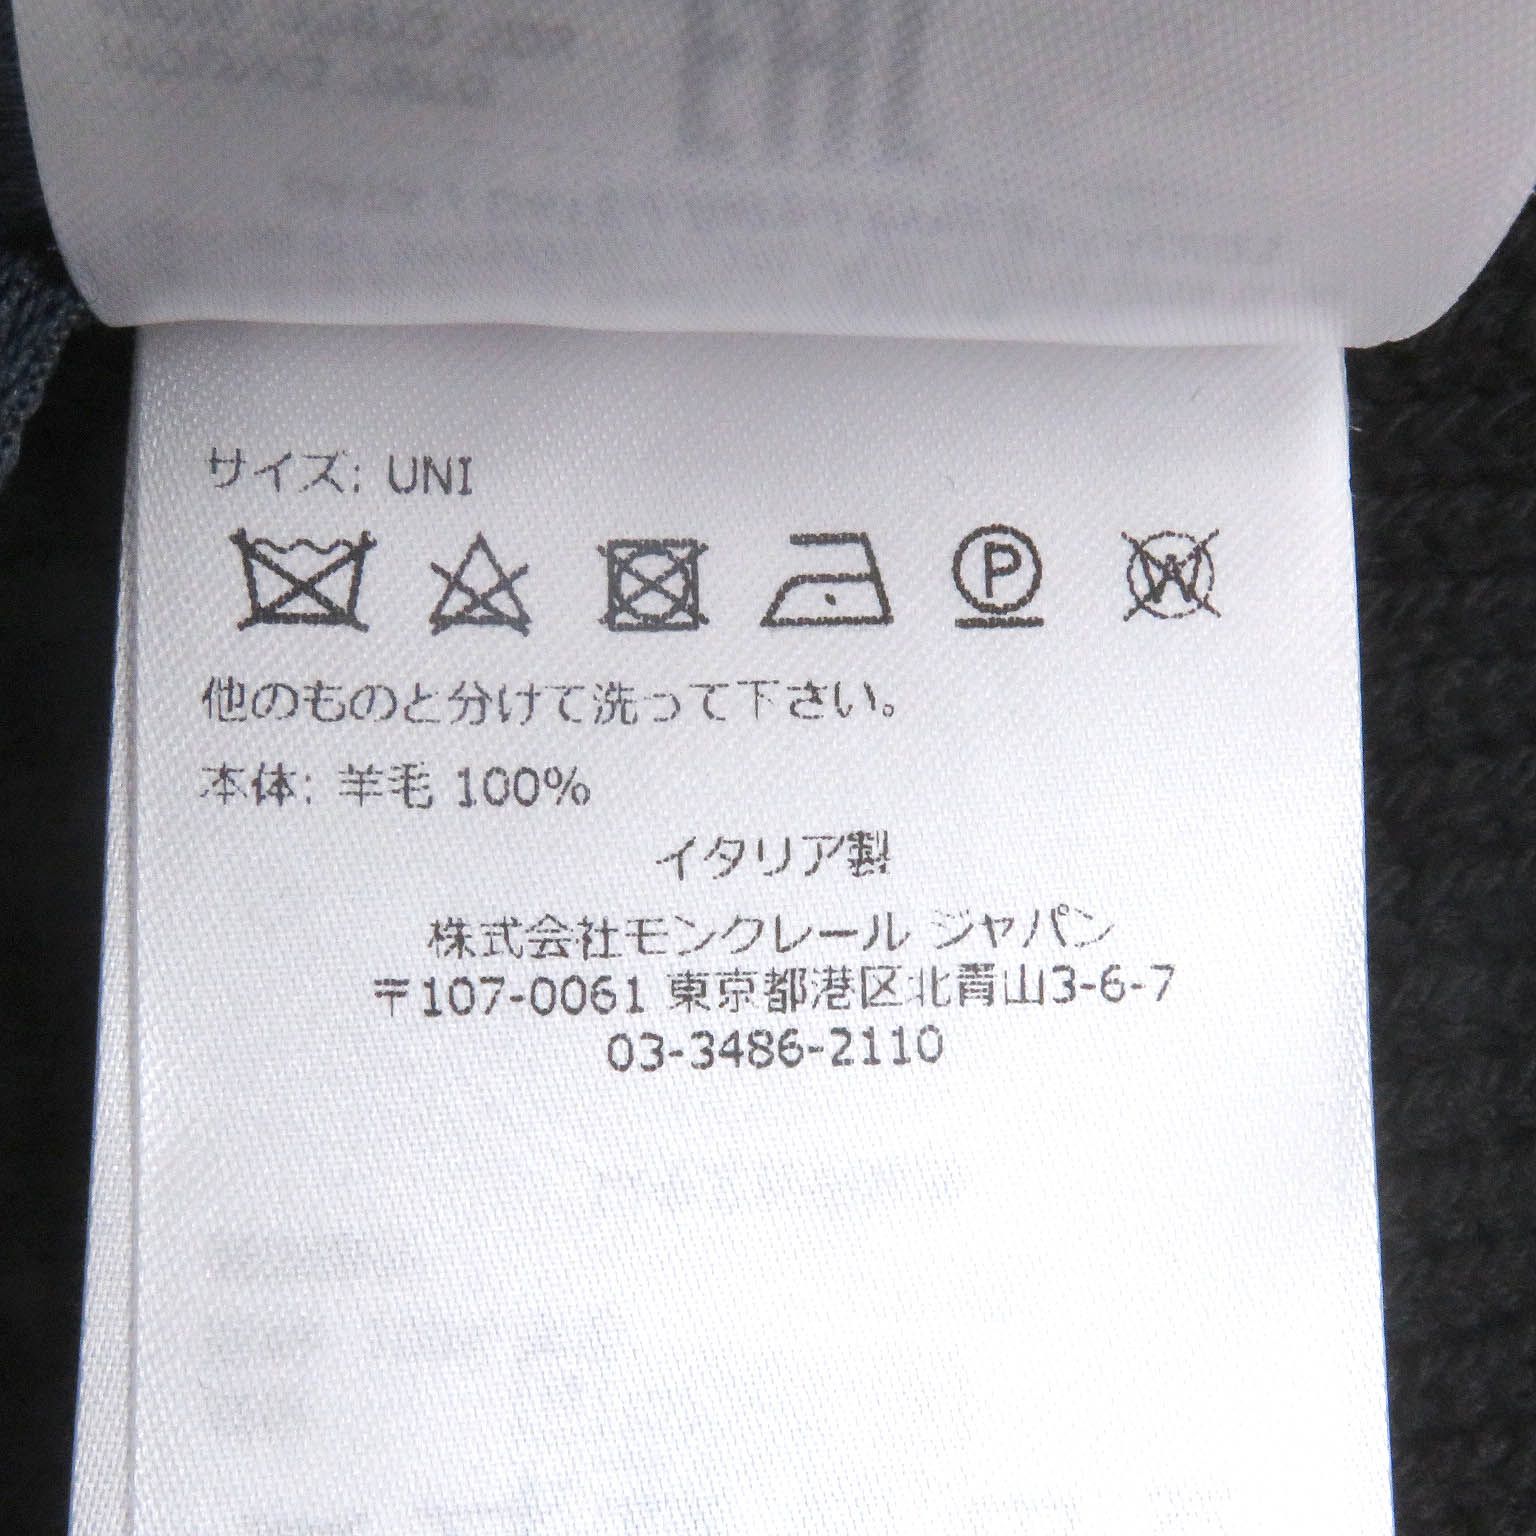 サイズ: UNI
P W
他のものと分けて洗って下さい。
本体: 羊毛 100%
イタリア製
株式会社モンクレール ジャパン
〒107-0061 東京都港区北青山3-6-7
03-3486-2110